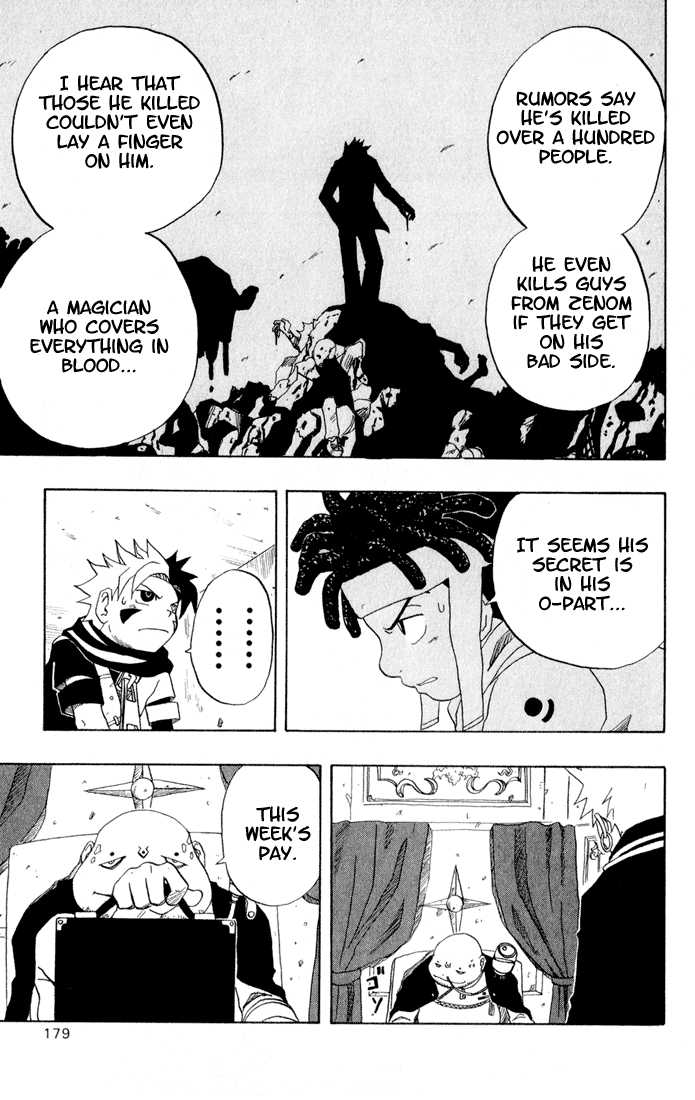 RUMORS SAY
HE'S KILLED
OVER A HUNDRED
PEOPLE.
HE EVEN
KILLS GUYS
FROM ZENOM
IF THEY GET
ON HIS
BAD SIDE.
I HEAR THAT
THOSE HE KILLED
COULDN'T EVEN
LAY A FINGER
ON HIM.
A MAGICIAN
WHO COVERS
EVERYTHING IN
BLOOD...
IT SEEMS HIS
SECRET IS
IN HIS
O-PART...
ゴソ
THIS
WEEK'S
PAY.
179